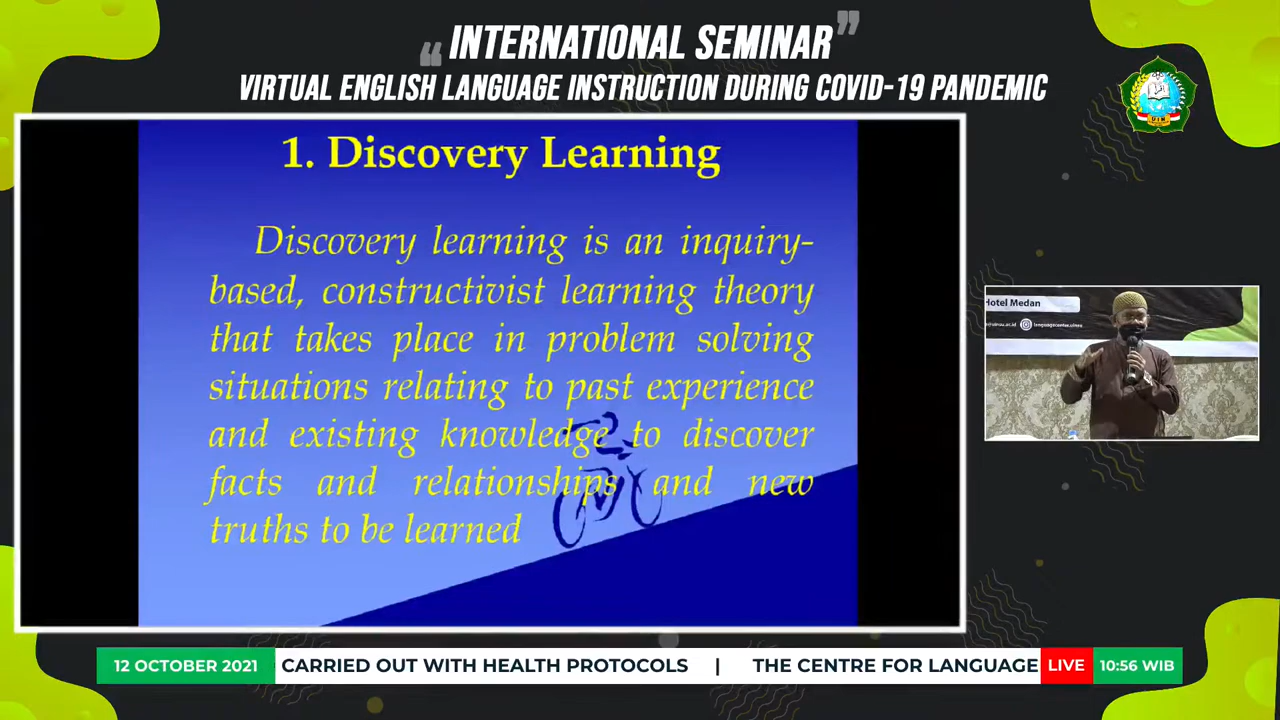 “ INTERNATIONAL SEMINAR ”
VIRTUAL ENGLISH LANGUAGE INSTRUCTION DURING COVID-19 PANDEMIC
UIN
1. Discovery Learning
Discovery learning is an inquiry-
based, constructivist learning theory
that takes place in problem solving
situations relating to past experience
and existing knowledge to discover
facts and relationships and new
truths to be learned
Hotel Medan
12 OCTOBER 2021
CARRIED OUT WITH HEALTH PROTOCOLS | THE CENTRE FOR LANGUAGE
LIVE
10:56 WIB